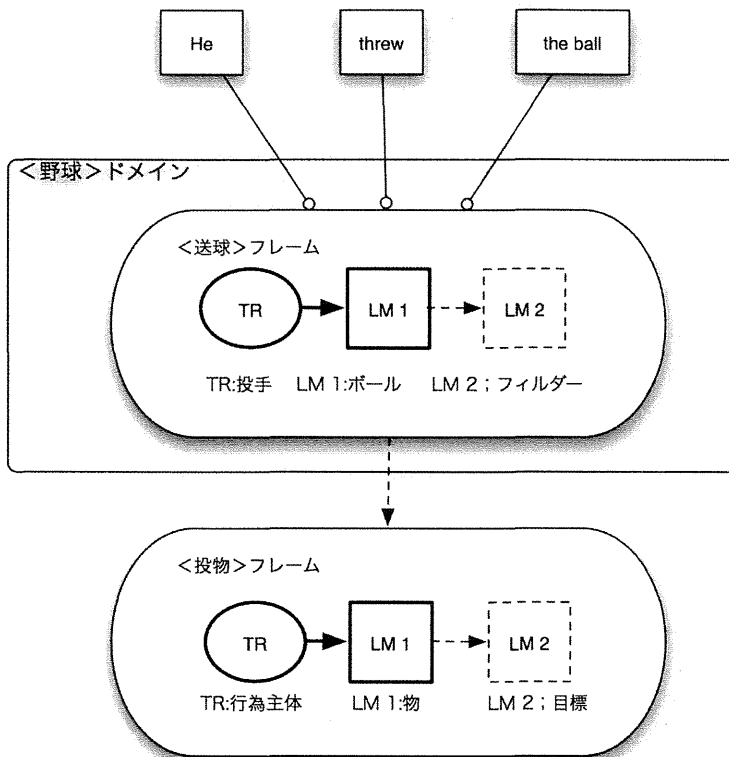 He threw the ball
＜野球＞ドメイン
＜送球＞フレーム
TR LM 1 LM 2
TR:投手 LM 1:ボール LM 2；フィルダー
＜投物＞フレーム
TR LM 1 LM 2
TR:行為主体 LM 1:物 LM 2；目標